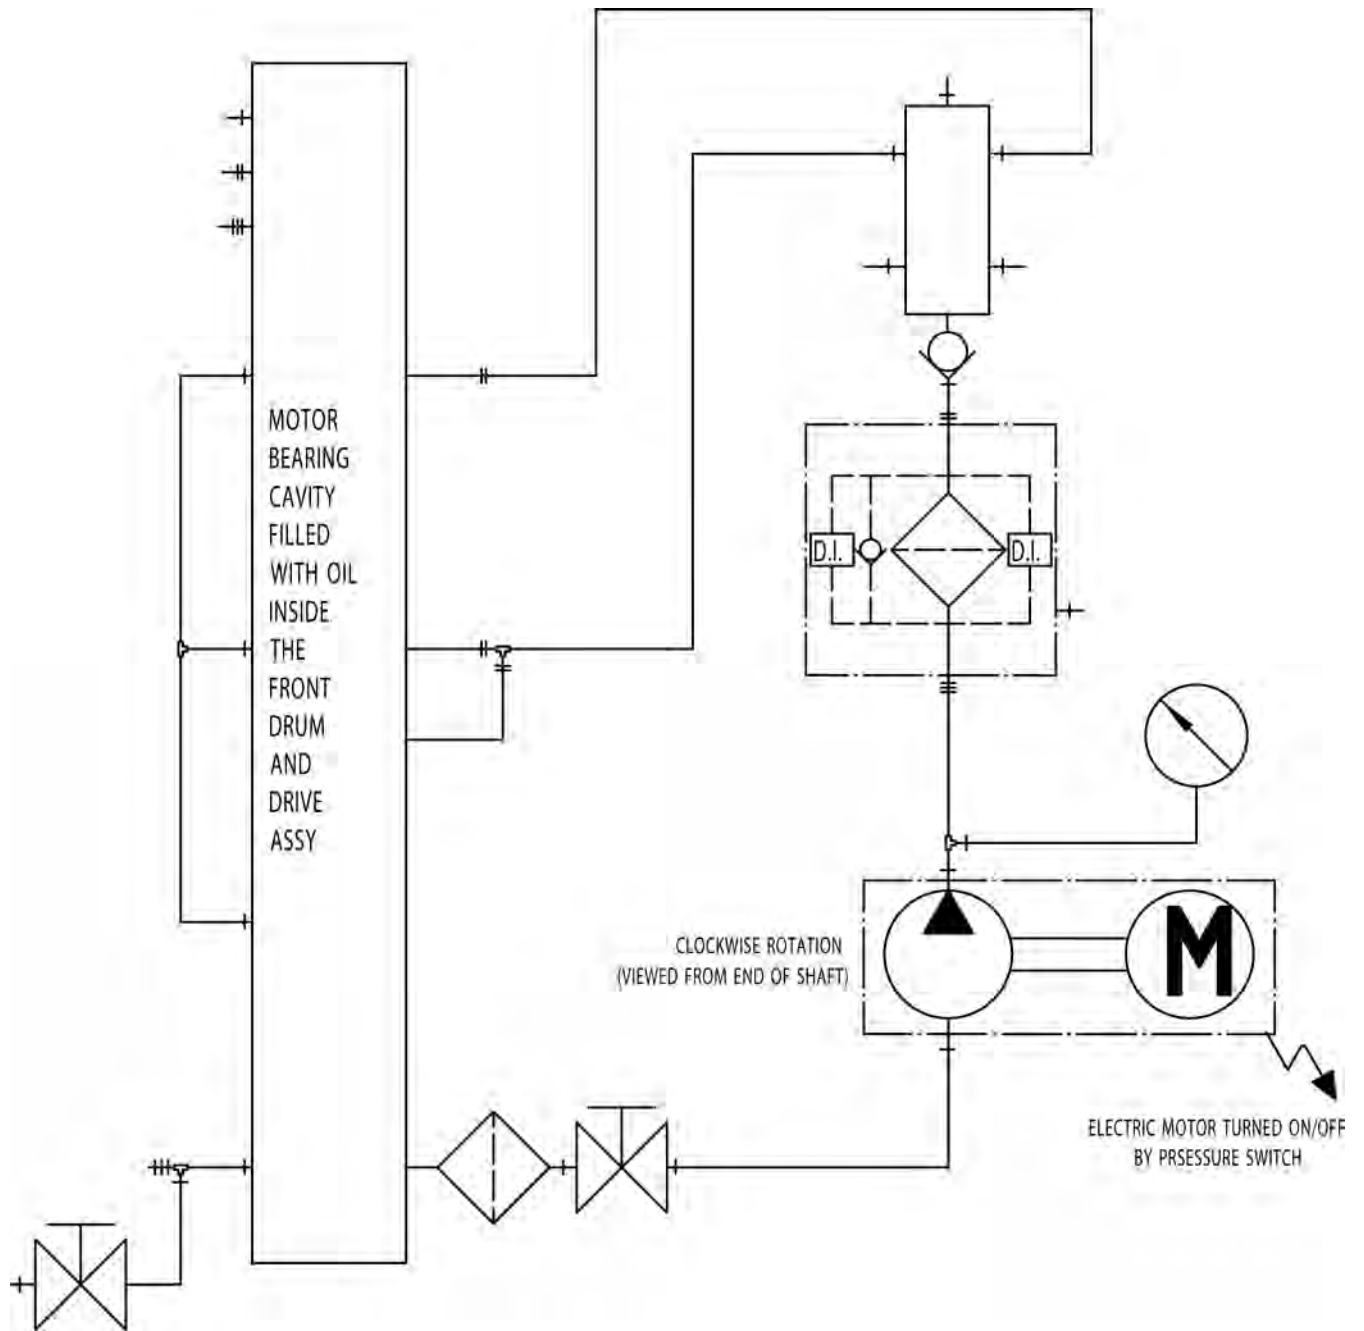 MOTOR
BEARING
CAVITY
FILLED
WITH OIL
INSIDE
THE
FRONT
DRUM
AND
DRIVE
ASSY
D.I.
D.I.
CLOCKWISE ROTATION
(VIEWED FROM END OF SHAFT)
M
ELECTRIC MOTOR TURNED ON/OFF
BY PRSESSURE SWITCH